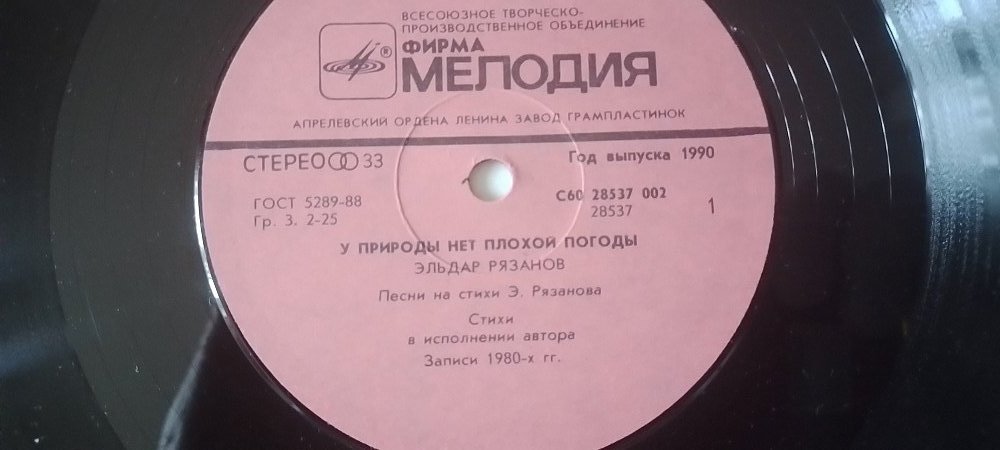 ВСЕСОЮЗНОЕ ТВОРЧЕСКО-
ПРОИЗВОДСТВЕННОЕ ОБЪЕДИНЕНИЕ
ФИРМА
МЕЛОДИЯ
®
АПРЕЛЕВСКИЙ ОРДЕНА ЛЕНИНА ЗАВОД ГРАМПЛАСТИНОК
СТЕРЕО 33
Год выпуска 1990
ГОСТ 5289-88
Гр. 3. 2-25
С60 28537 002
28537
1
У ПРИРОДЫ НЕТ ПЛОХОЙ ПОГОДЫ
ЭЛЬДАР РЯЗАНОВ
Песни на стихи Э. Рязанова
Стихи
в исполнении автора
Записи 1980-х гг.